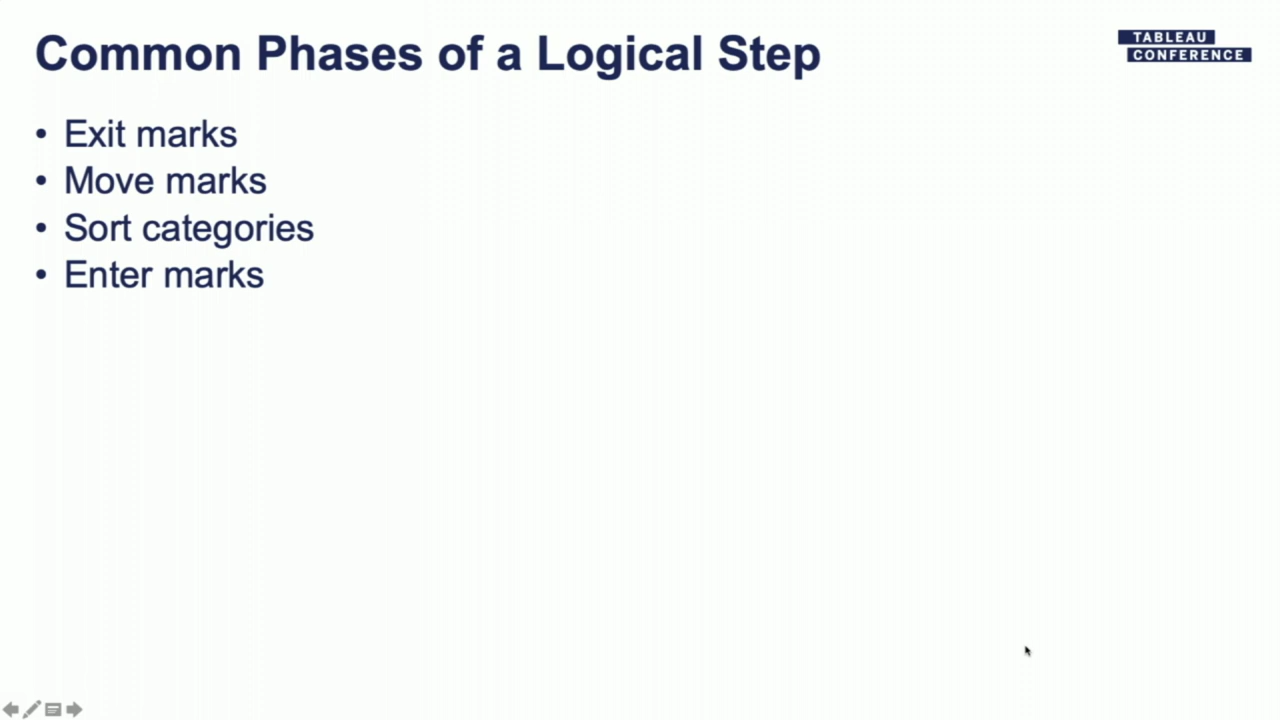 Common Phases of a Logical Step
TABLEAU
CONFERENCE
• Exit marks
• Move marks
• Sort categories
• Enter marks